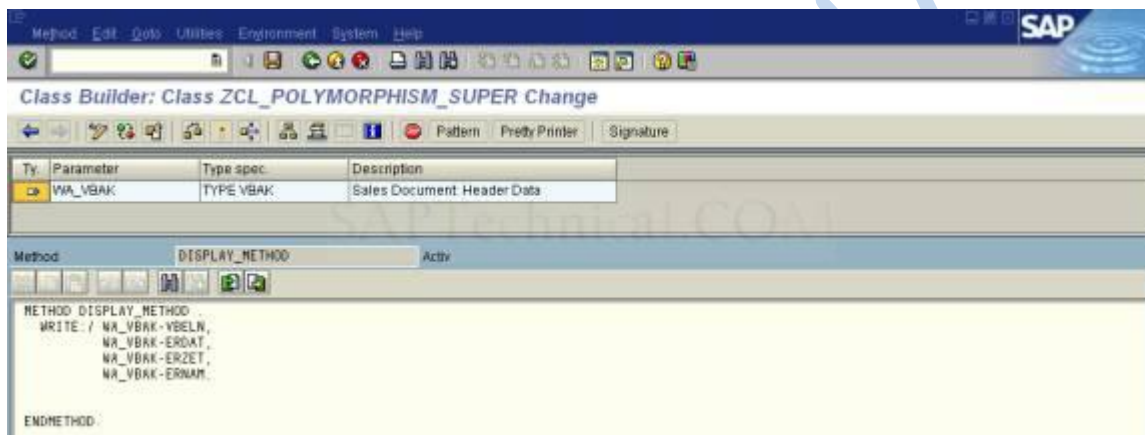 Method Edit Goto Utilities Environment System Help
SAP
Class Builder: Class ZCL_POLYMORPHISM_SUPER Change
Pattern Pretty Printer Signature
Ty. Parameter Type spec. Description
WA_VBAK TYPE VBAK Sales Document: Header Data
SAPTechnical.COM
Method DISPLAY_METHOD Activ
METHOD DISPLAY_METHOD .
WRITE:/ WA_VBAK-VBELN,
WA_VBAK-ERDAT,
WA_VBAK-ERZET,
WA_VBAK-ERNAM.
ENDMETHOD.